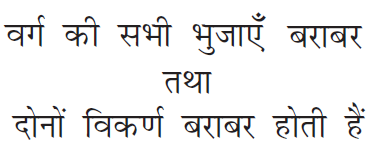 वर्ग की सभी भुजाएँ बराबर
तथा
दोनों विकर्ण बराबर होती हैं